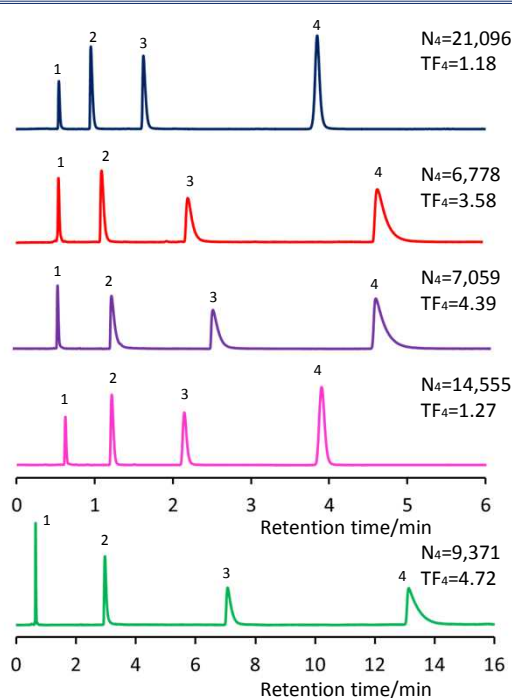 1 2 3 4 N₄=21,096
TF₄=1.18
1 2 3 4 N₄=6,778
TF₄=3.58
1 2 3 4 N₄=7,059
TF₄=4.39
1 2 3 4 N₄=14,555
TF₄=1.27
0 1 2 3 4 5 6
Retention time/min
1 2 3 4 N₄=9,371
TF₄=4.72
0 2 4 6 8 10 12 14 16
Retention time/min